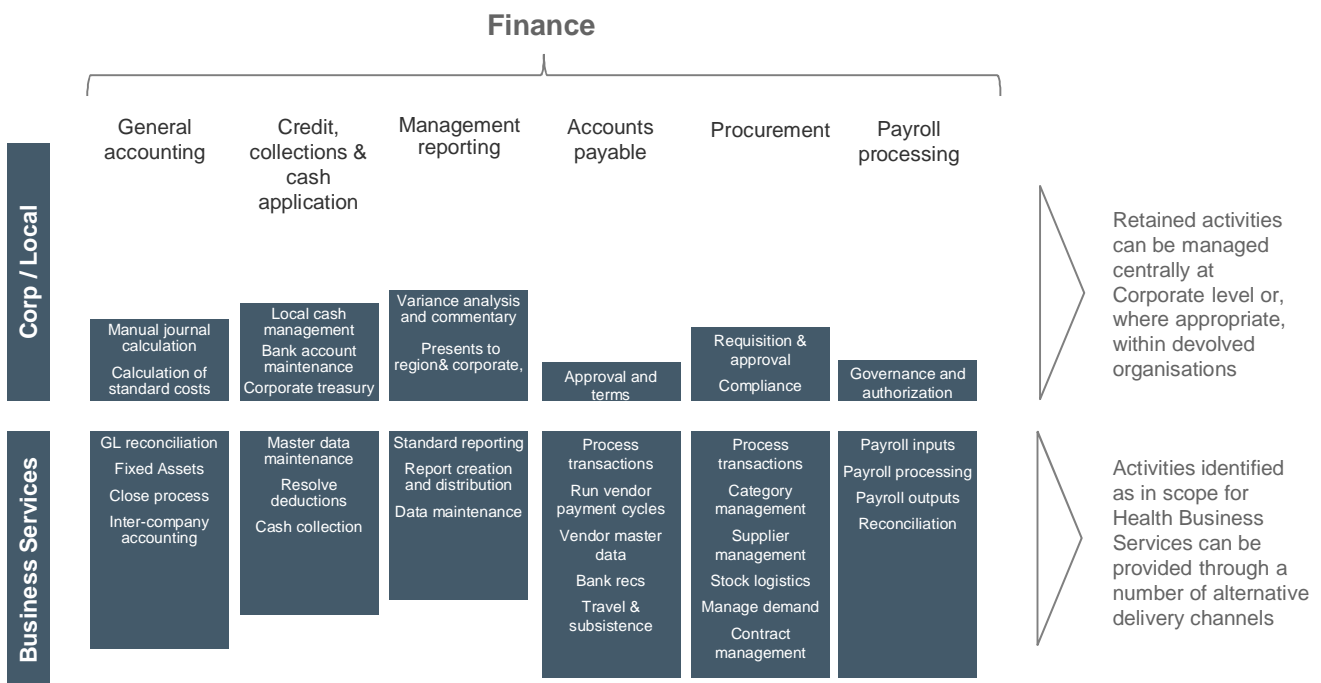 Finance
General
accounting
Credit,
collections &
cash
application
Management
reporting
Accounts
payable
Procurement
Payroll
processing
Corp / Local
Manual journal
calculation
Calculation of
standard costs
Local cash
management
Bank account
maintenance
Corporate treasury
Variance analysis
and commentary
Presents to
region& corporate,
Approval and
terms
Requisition &
approval
Compliance
Governance and
authorization
Retained activities
can be managed
centrally at
Corporate level or,
where appropriate,
within devolved
organisations
Business Services
GL reconciliation
Fixed Assets
Close process
Inter-company
accounting
Master data
maintenance
Resolve
deductions
Cash collection
Standard reporting
Report creation
and distribution
Data maintenance
Process
transactions
Run vendor
payment cycles
Vendor master
data
Bank recs
Travel &
subsistence
Process
transactions
Category
management
Supplier
management
Stock logistics
Manage demand
Contract
management
Payroll inputs
Payroll processing
Payroll outputs
Reconciliation
Activities identified
as in scope for
Health Business
Services can be
provided through a
number of alternative
delivery channels